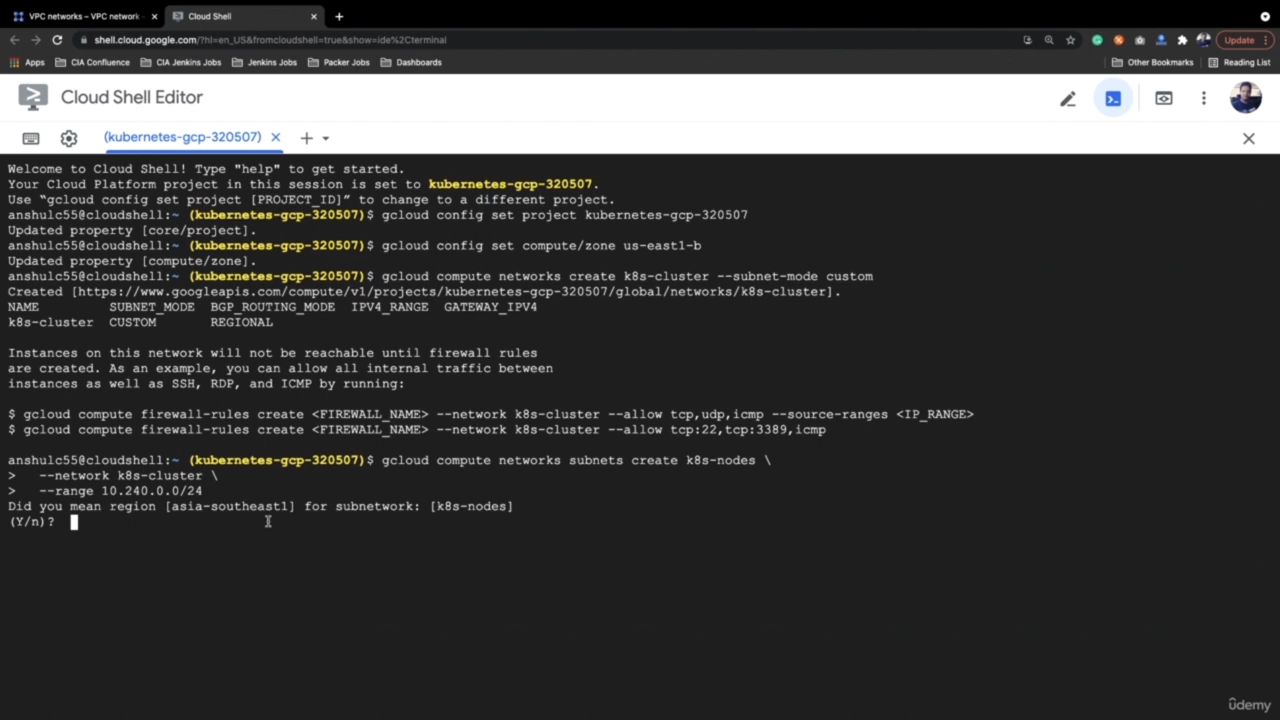 VPC networks – VPC network
Cloud Shell
shell.cloud.google.com/?hl=en_US&fromcloudshell=true&show=ide%2Cterminal
Update
Apps
CIA Confluence
CIA Jenkins Jobs
Jenkins Jobs
Packer Jobs
Dashboards
Other Bookmarks
Reading List
Cloud Shell Editor
(kubernetes-gcp-320507)
Welcome to Cloud Shell! Type "help" to get started.
Your Cloud Platform project in this session is set to kubernetes-gcp-320507.
Use “gcloud config set project [PROJECT_ID]” to change to a different project.
anshulc55@cloudshell:~ (kubernetes-gcp-320507)$ gcloud config set project kubernetes-gcp-320507
Updated property [core/project].
anshulc55@cloudshell:~ (kubernetes-gcp-320507)$ gcloud config set compute/zone us-east1-b
Updated property [compute/zone].
anshulc55@cloudshell:~ (kubernetes-gcp-320507)$ gcloud compute networks create k8s-cluster --subnet-mode custom
Created [https://www.googleapis.com/compute/v1/projects/kubernetes-gcp-320507/global/networks/k8s-cluster].
NAME SUBNET_MODE BGP_ROUTING_MODE IPV4_RANGE GATEWAY_IPV4
k8s-cluster CUSTOM REGIONAL
Instances on this network will not be reachable until firewall rules
are created. As an example, you can allow all internal traffic between
instances as well as SSH, RDP, and ICMP by running:
$ gcloud compute firewall-rules create <FIREWALL_NAME> --network k8s-cluster --allow tcp,udp,icmp --source-ranges <IP_RANGE>
$ gcloud compute firewall-rules create <FIREWALL_NAME> --network k8s-cluster --allow tcp:22,tcp:3389,icmp
anshulc55@cloudshell:~ (kubernetes-gcp-320507)$ gcloud compute networks subnets create k8s-nodes \
> --network k8s-cluster \
> --range 10.240.0.0/24
Did you mean region [asia-southeast1] for subnetwork: [k8s-nodes]
(Y/n)?
ûdemy